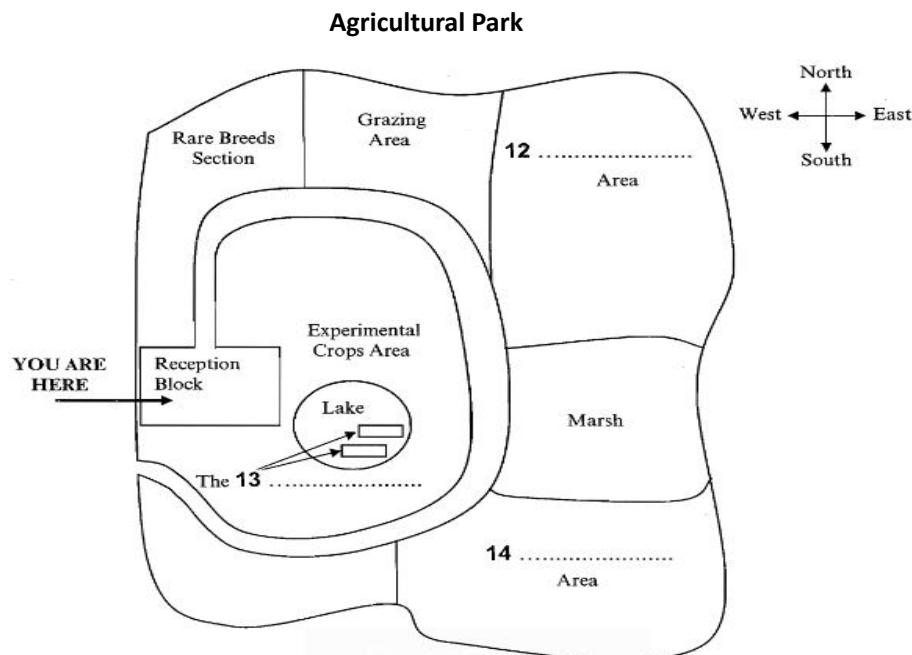 Agricultural Park
North
West
East
South
Rare Breeds
Section
Grazing
Area
12 ............................
Area
Experimental
Crops Area
YOU ARE
HERE
Reception
Block
Lake
Marsh
The 13 ............................
14 ............................
Area